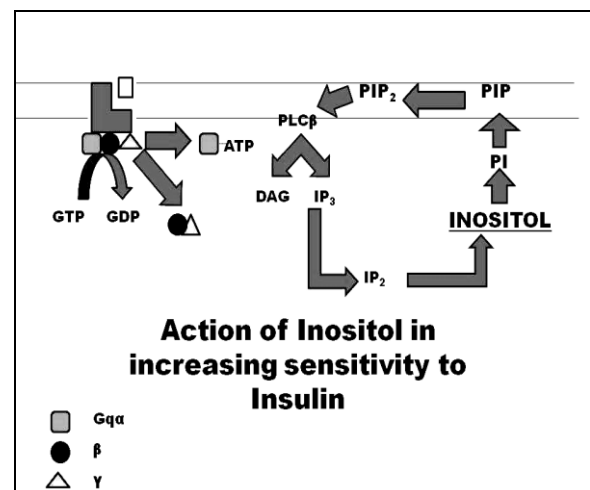 PIP₂
PIP
PLCβ
ATP
PI
GTP
GDP
DAG
IP₃
INOSITOL
IP₂
Action of Inositol in
increasing sensitivity to
Insulin
Gqα
β
γ